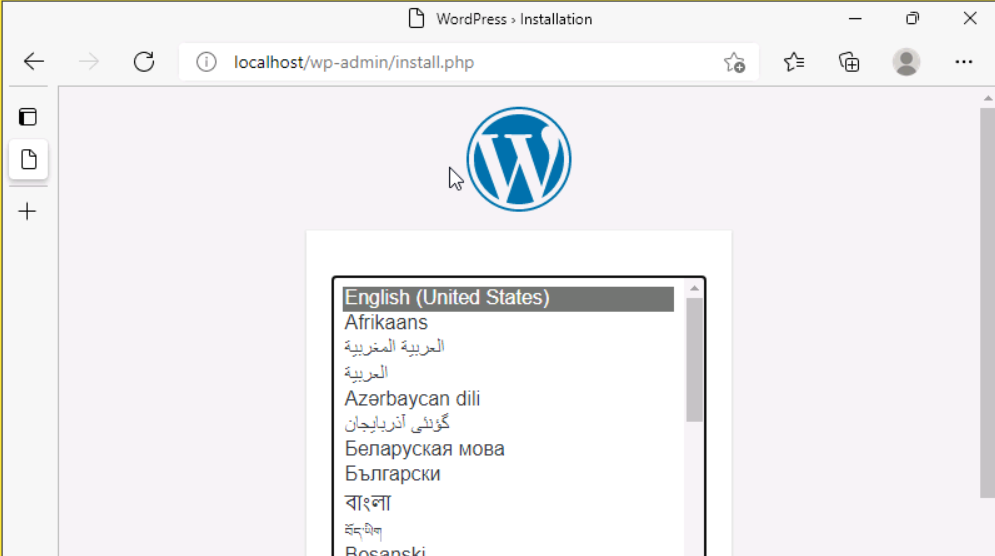 WordPress › Installation
localhost/wp-admin/install.php
English (United States)
Afrikaans
العربية المغربية
العربية
Azərbaycan dili
گؤنئی آذربایجان
Беларуская мова
Български
বাংলা
བོད་ཡིག
Bosanski